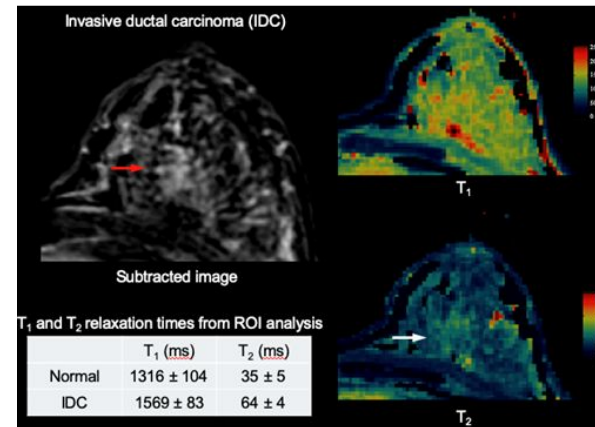 Invasive ductal carcinoma (IDC)
T1
Subtracted image
T1 and T2 relaxation times from ROI analysis
T1 (ms) T2 (ms)
Normal 1316 ± 104 35 ± 5
IDC 1569 ± 83 64 ± 4
T2